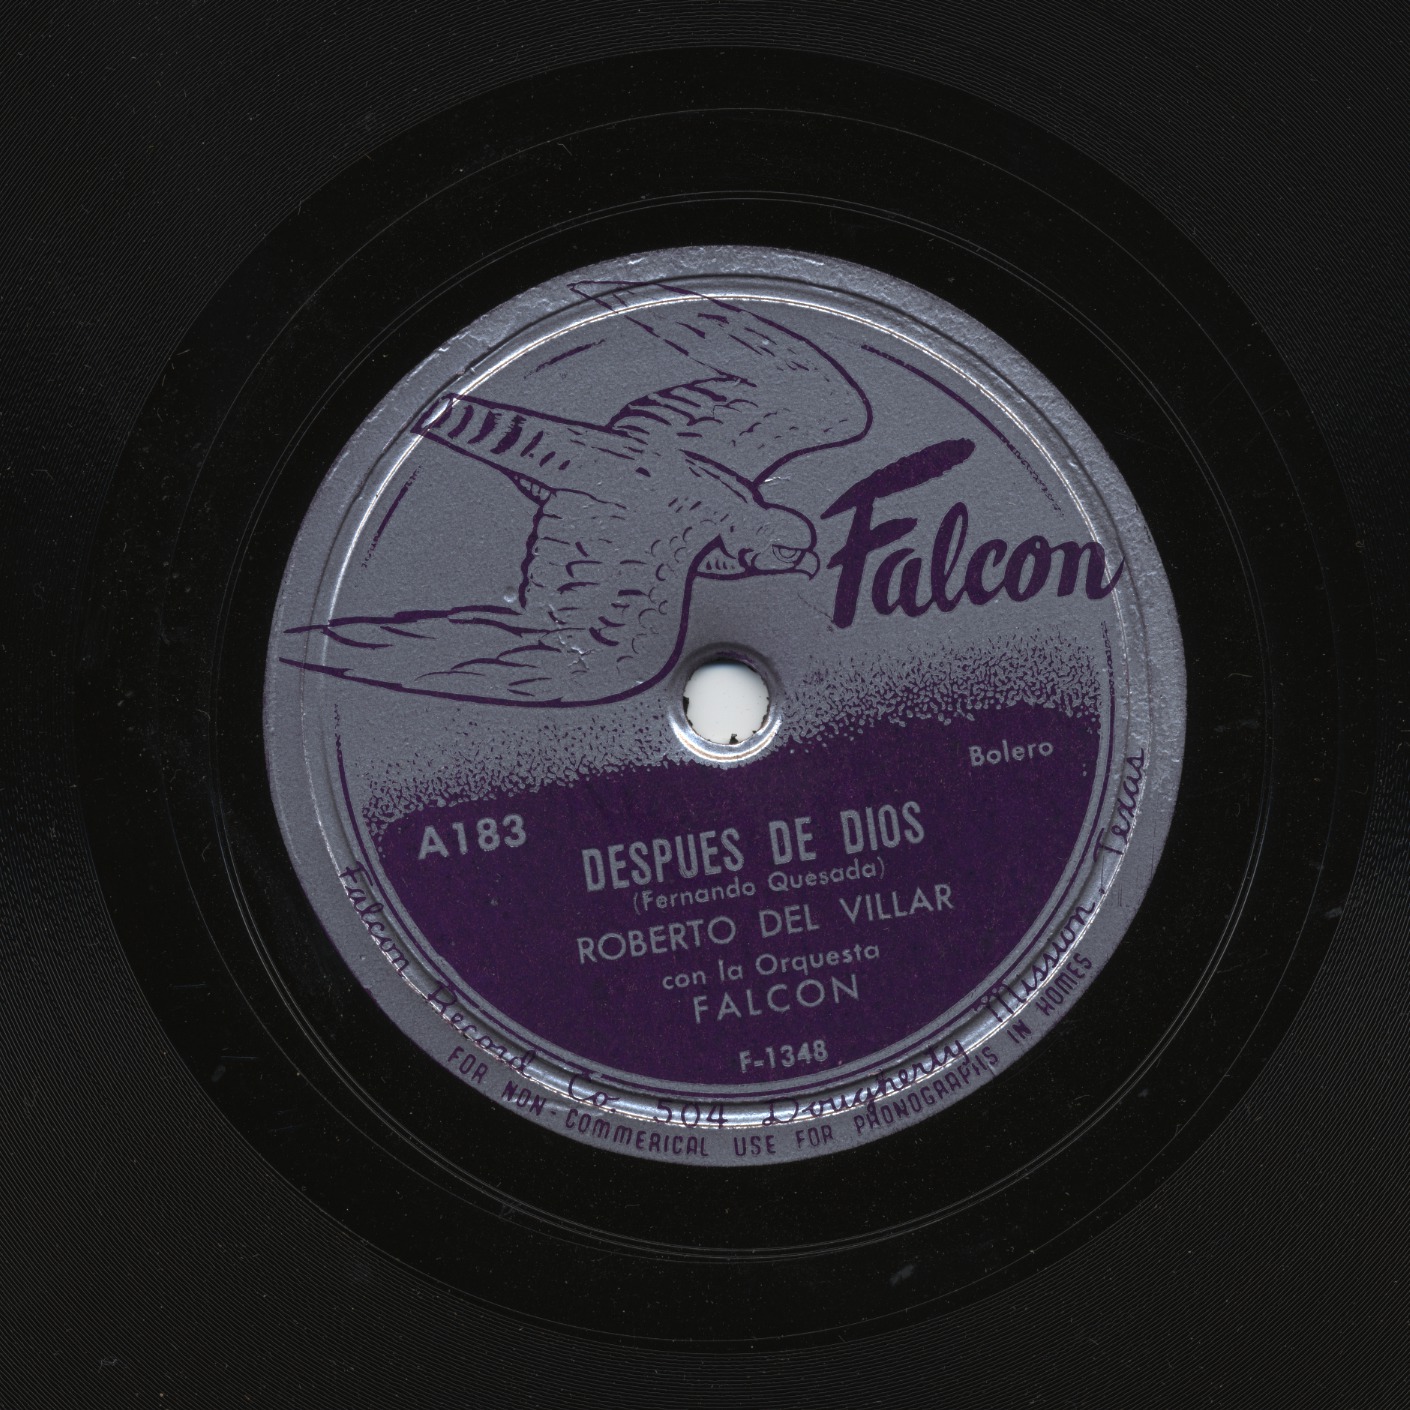 Falcon
Bolero
A183
DESPUES DE DIOS
(Fernando Quesada)
ROBERTO DEL VILLAR
con la Orquesta
FALCON
F-1348
Falcon Record Co. 504 Dougherty Mission, Texas
FOR NON-COMMERICAL USE FOR PHONOGRAPHS IN HOMES